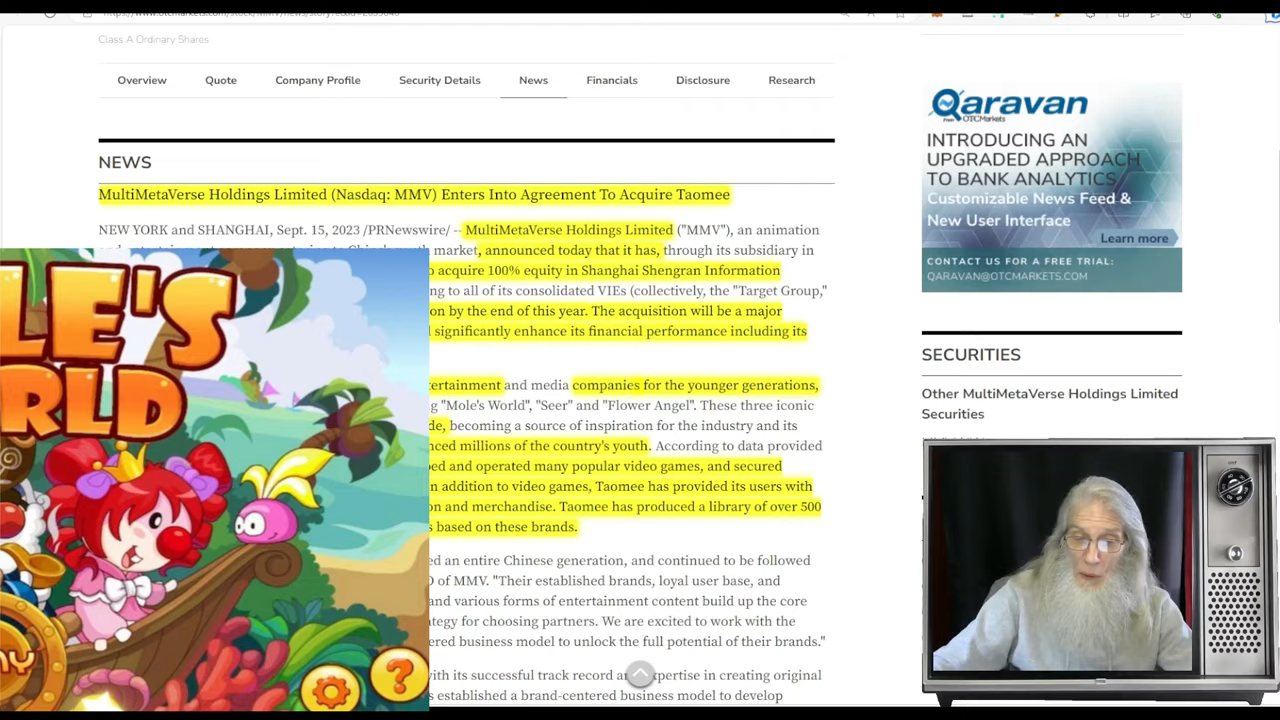 Class A Ordinary Shares
Overview Quote Company Profile Security Details News Financials Disclosure Research
NEWS
MultiMetaVerse Holdings Limited (Nasdaq: MMV) Enters Into Agreement To Acquire Taomee
NEW YORK and SHANGHAI, Sept. 15, 2023 /PRNewswire/ -- MultiMetaVerse Holdings Limited ("MMV"), an animation
market, announced today that it has, through its subsidiary in
o acquire 100% equity in Shanghai Shengran Information
ng to all of its consolidated VIEs (collectively, the "Target Group,"
on by the end of this year. The acquisition will be a major
d significantly enhance its financial performance including its
tertainment and media companies for the younger generations,
g "Mole's World", "Seer" and "Flower Angel". These three iconic
de, becoming a source of inspiration for the industry and its
nced millions of the country's youth. According to data provided
ped and operated many popular video games, and secured
n addition to video games, Taomee has provided its users with
on and merchandise. Taomee has produced a library of over 500
s based on these brands.
ed an entire Chinese generation, and continued to be followed
O of MMV. "Their established brands, loyal user base, and
and various forms of entertainment content build up the core
ategy for choosing partners. We are excited to work with the
ered business model to unlock the full potential of their brands."
with its successful track record an expertise in creating original
s established a brand-centered business model to develop
LE'S
RLD
?
Qaravan
From OTCMarkets
INTRODUCING AN
UPGRADED APPROACH
TO BANK ANALYTICS
Customizable News Feed &
New User Interface
Learn more
CONTACT US FOR A FREE TRIAL:
QARAVAN@OTCMARKETS.COM
SECURITIES
Other MultiMetaVerse Holdings Limited
Securities